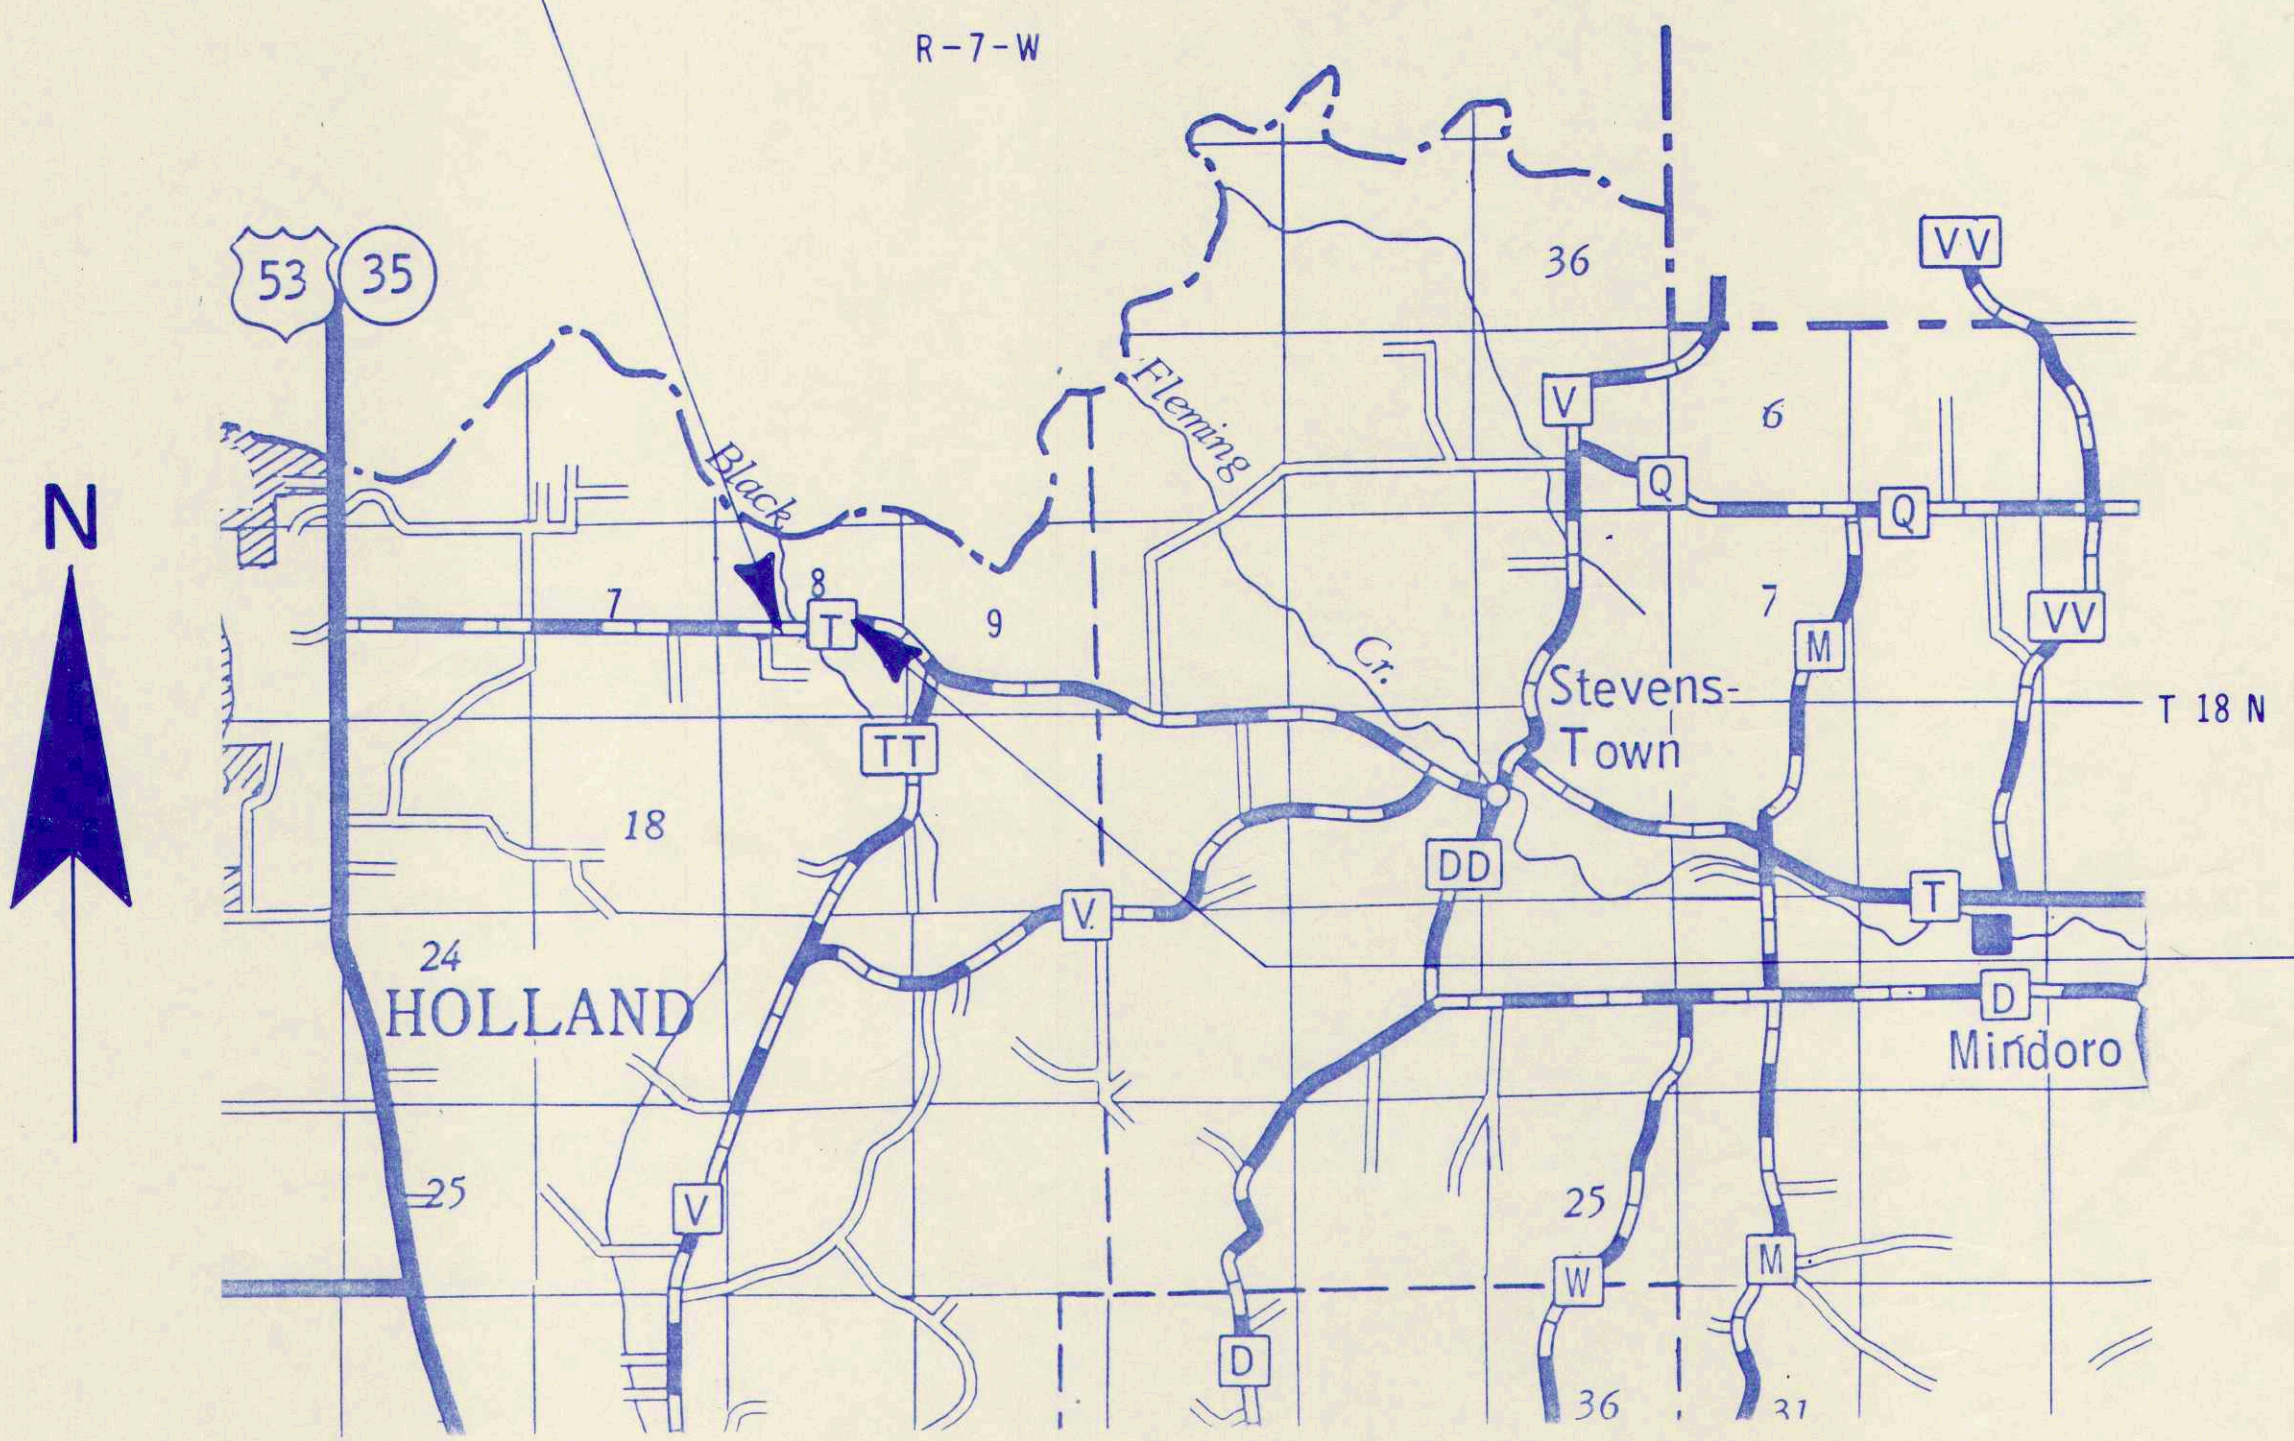 R-7-W
VV
36
53
35
V
6
Fleming
Black
Q
Q
N
8
7
7
T
9
VV
M
Cr.
Stevens-
Town
T 18 N
TT
18
DD
V
T
24
HOLLAND
D
Mindoro
25
V
25
M
W
D
36
31